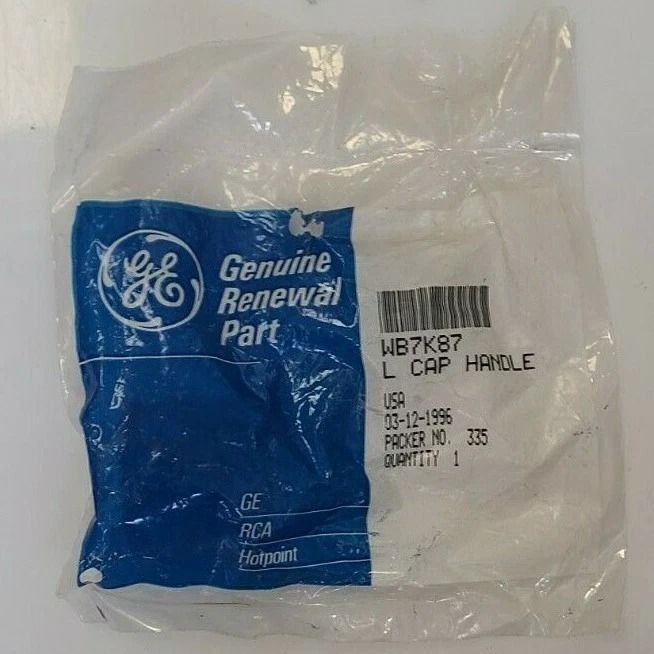 GE
Genuine
Renewal
Part
WB7K87
L CAP HANDLE
USA
03-12-1996
PACKER NO. 335
QUANTITY 1
GE
RCA
Hotpoint